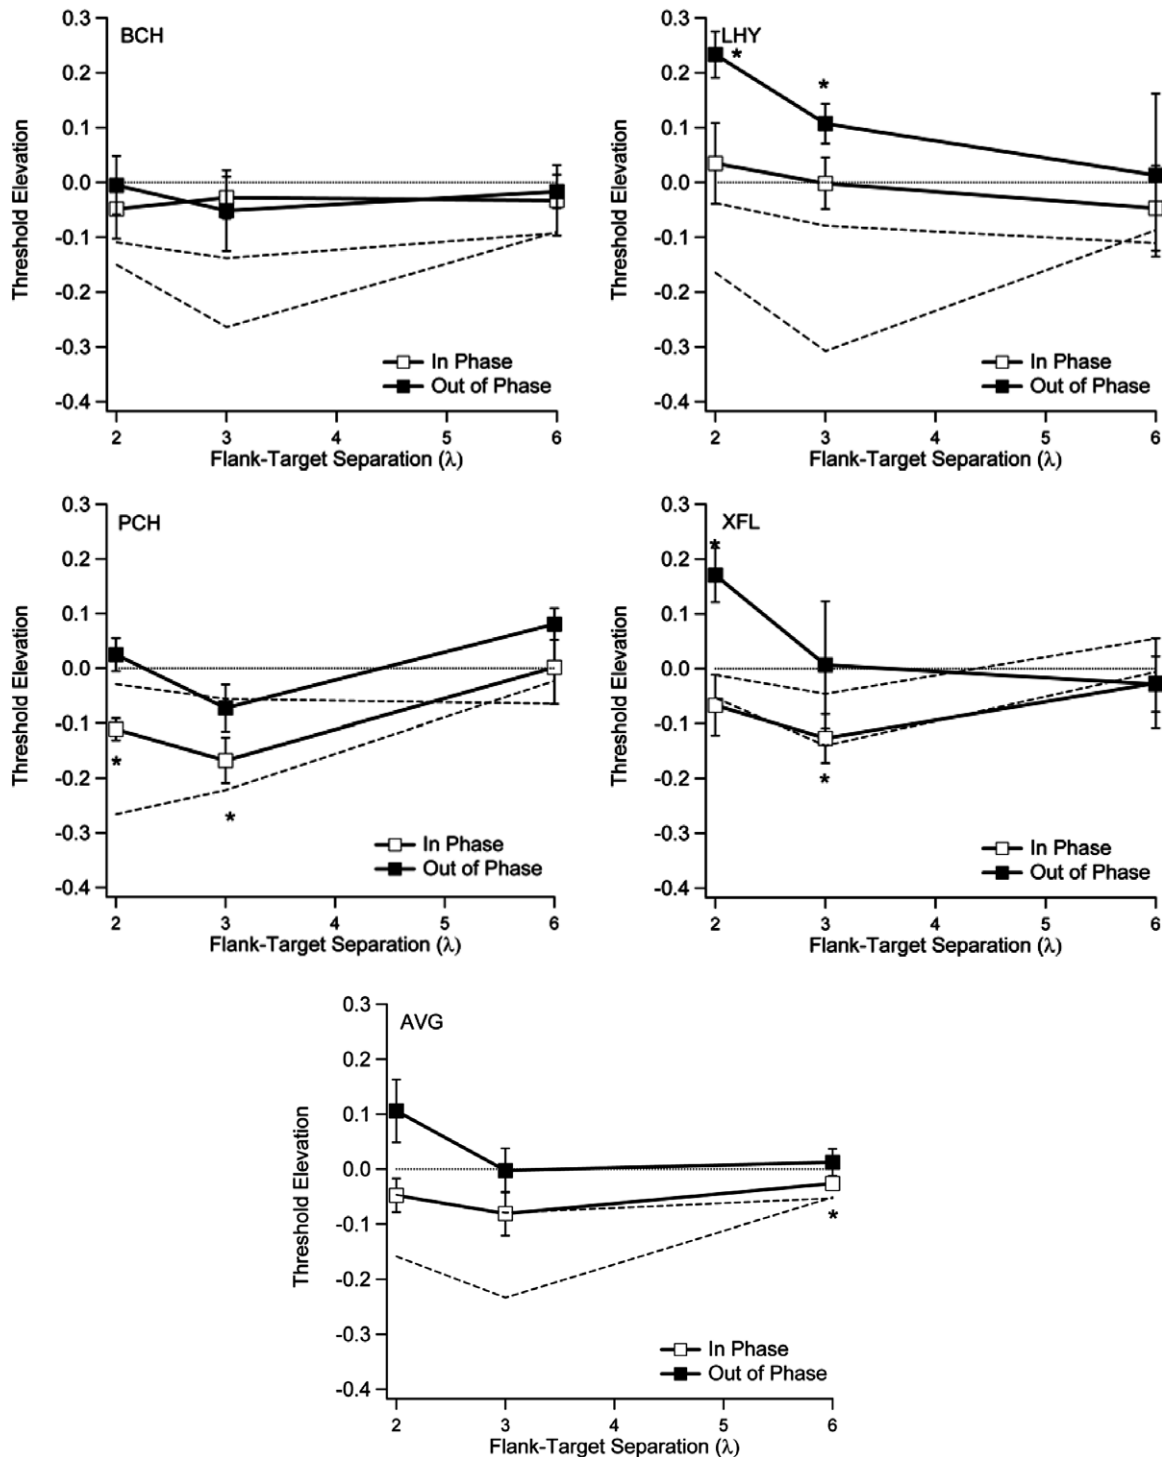 BCH
Threshold Elevation
0.3
0.2
0.1
0.0
-0.1
-0.2
-0.3
-0.4
In Phase
Out of Phase
2 3 4 5 6
Flank-Target Separation (λ)
LHY
Threshold Elevation
0.3
0.2
0.1
0.0
-0.1
-0.2
-0.3
-0.4
*
*
In Phase
Out of Phase
2 3 4 5 6
Flank-Target Separation (λ)
PCH
Threshold Elevation
0.3
0.2
0.1
0.0
-0.1
-0.2
-0.3
-0.4
*
*
In Phase
Out of Phase
2 3 4 5 6
Flank-Target Separation (λ)
XFL
Threshold Elevation
0.3
0.2
0.1
0.0
-0.1
-0.2
-0.3
-0.4
*
*
In Phase
Out of Phase
2 3 4 5 6
Flank-Target Separation (λ)
AVG
Threshold Elevation
0.3
0.2
0.1
0.0
-0.1
-0.2
-0.3
-0.4
*
In Phase
Out of Phase
2 3 4 5 6
Flank-Target Separation (λ)